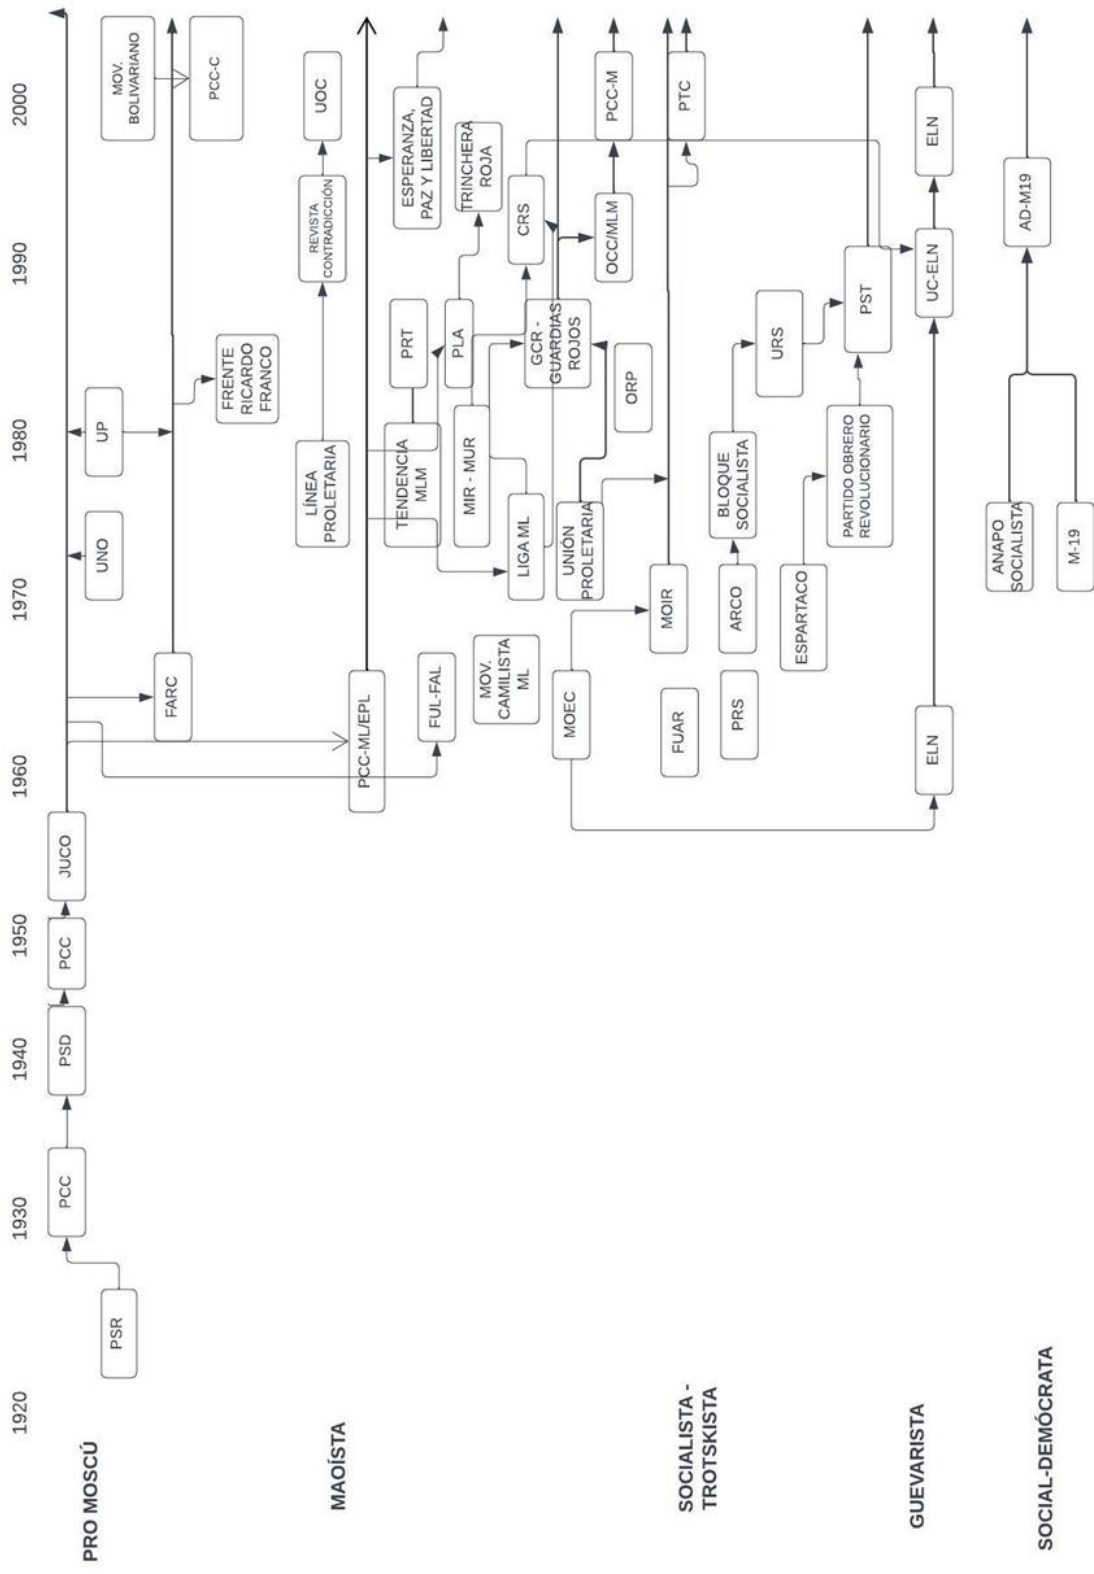 1920
1930
1940
1950
1960
1970
1980
1990
2000
PRO MOSCÚ
PSR
PCC
PSD
PCC
JUCO
UNO
UP
MOV.
BOLIVARIANO
FARC
PCC-C
FRENTE
RICARDO
FRANCO
MAOÍSTA
LÍNEA
PROLETARIA
REVISTA
CONTRADICCIÓN
UOC
PCC-ML/EPL
TENDENCIA
MLM
PRT
ESPERANZA,
PAZ Y LIBERTAD
FUL-FAL
PLA
TRINCHERA
ROJA
MIR - MUR
MOV.
CAMILISTA
ML
LIGA ML
CRS
GCR -
GUARDIAS
ROJOS
MOEC
UNIÓN
PROLETARIA
OCC/MLM
PCC-M
ORP
MOIR
PTC
SOCIALISTA -
TROTSKISTA
FUAR
PRS
ARCO
BLOQUE
SOCIALISTA
URS
ESPARTACO
PARTIDO OBRERO
REVOLUCIONARIO
PST
GUEVARISTA
ELN
UC-ELN
ELN
SOCIAL-DEMÓCRATA
ANAPO
SOCIALISTA
AD-M19
M-19